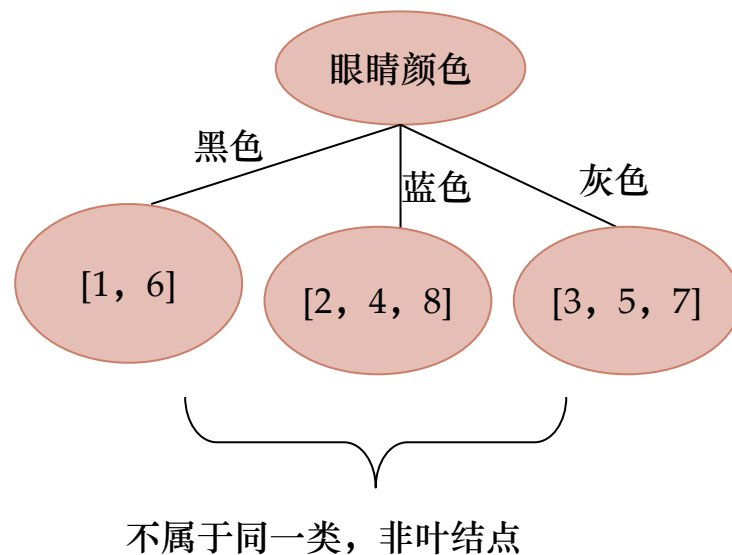 眼睛颜色
黑色
蓝色
灰色
[1，6]
[2，4，8]
[3，5，7]
不属于同一类，非叶结点